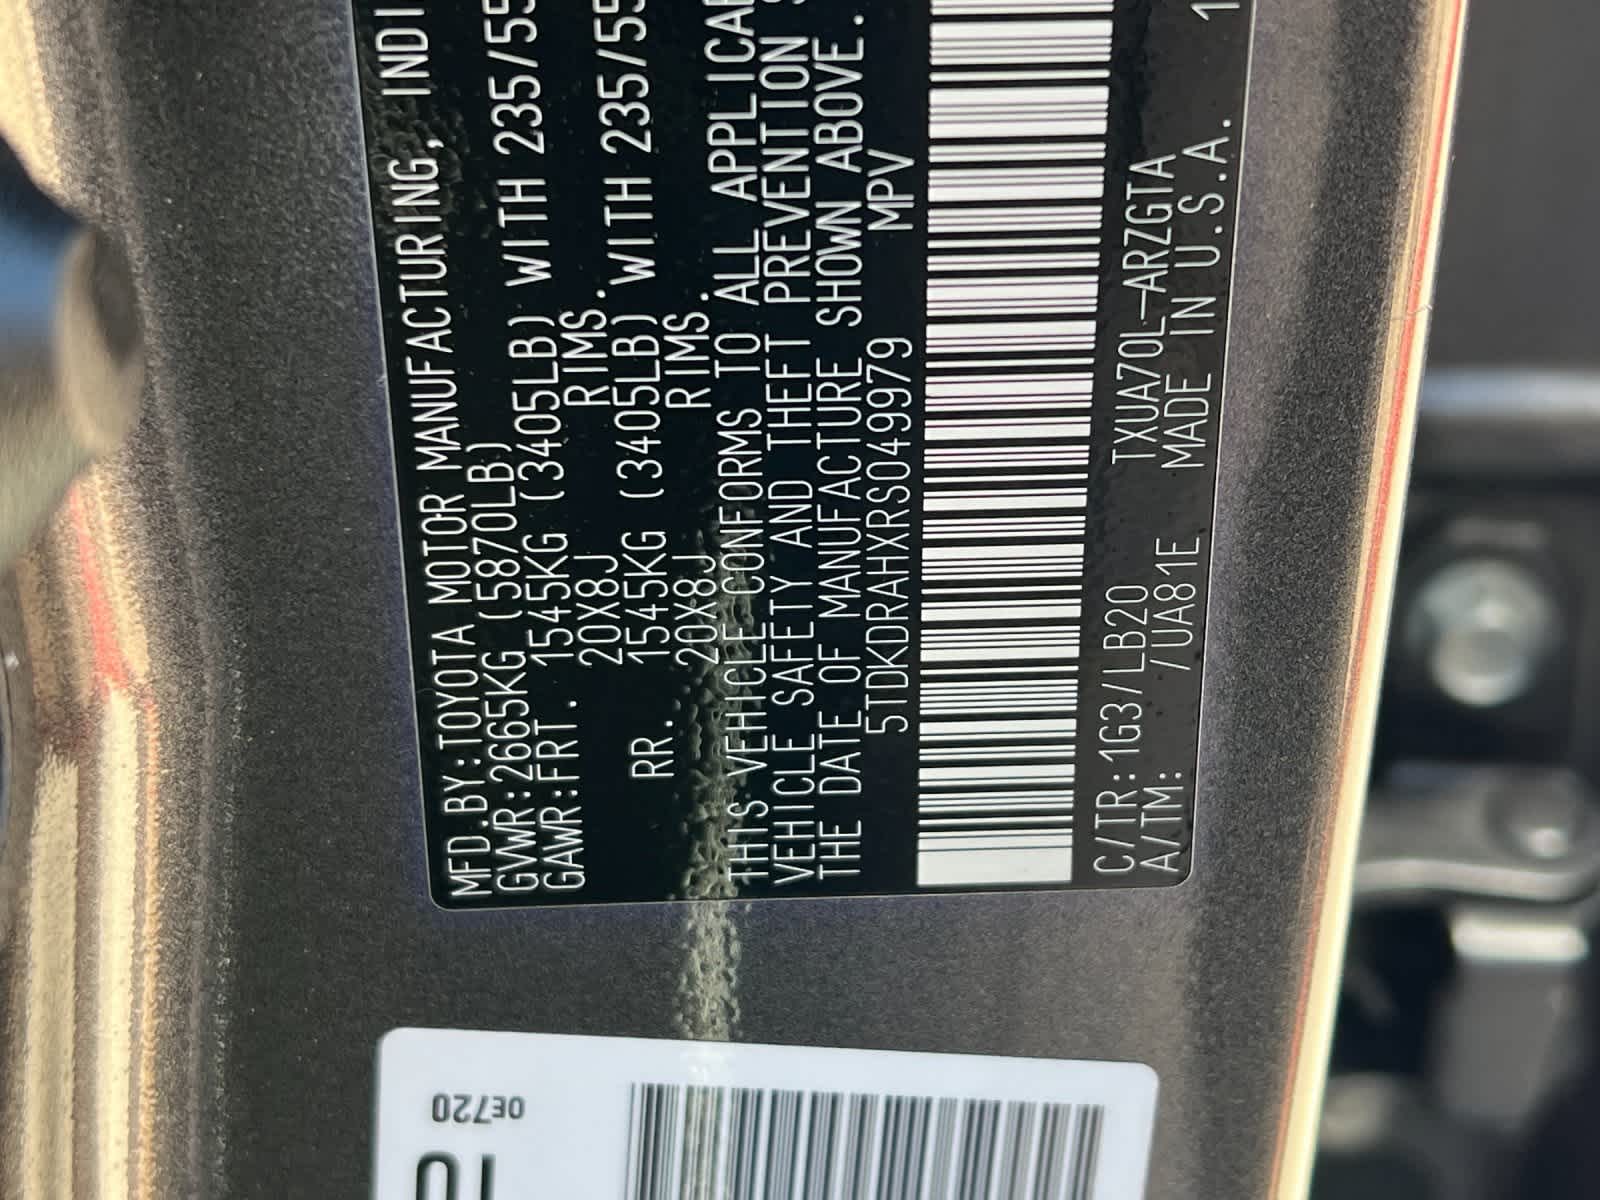 MFD.BY:TOYOTA MOTOR MANUFACTURING, INDI
GVWR:2665KG (5870LB)
GAWR:FRT. 1545KG (3405LB) WITH 235/55
20X8J RIMS.
RR. 1545KG (3405LB) WITH 235/55
20X8J RIMS.
THIS VEHICLE CONFORMS TO ALL APPLICAB
VEHICLE SAFETY AND THEFT PREVENTION S
THE DATE OF MANUFACTURE SHOWN ABOVE.
5TDKDRAHXRS049979 MPV
C/TR:1G3/LB20 TXUA70L-ARZGTA
A/TM: /UA81E MADE IN U.S.A. 1
0E720